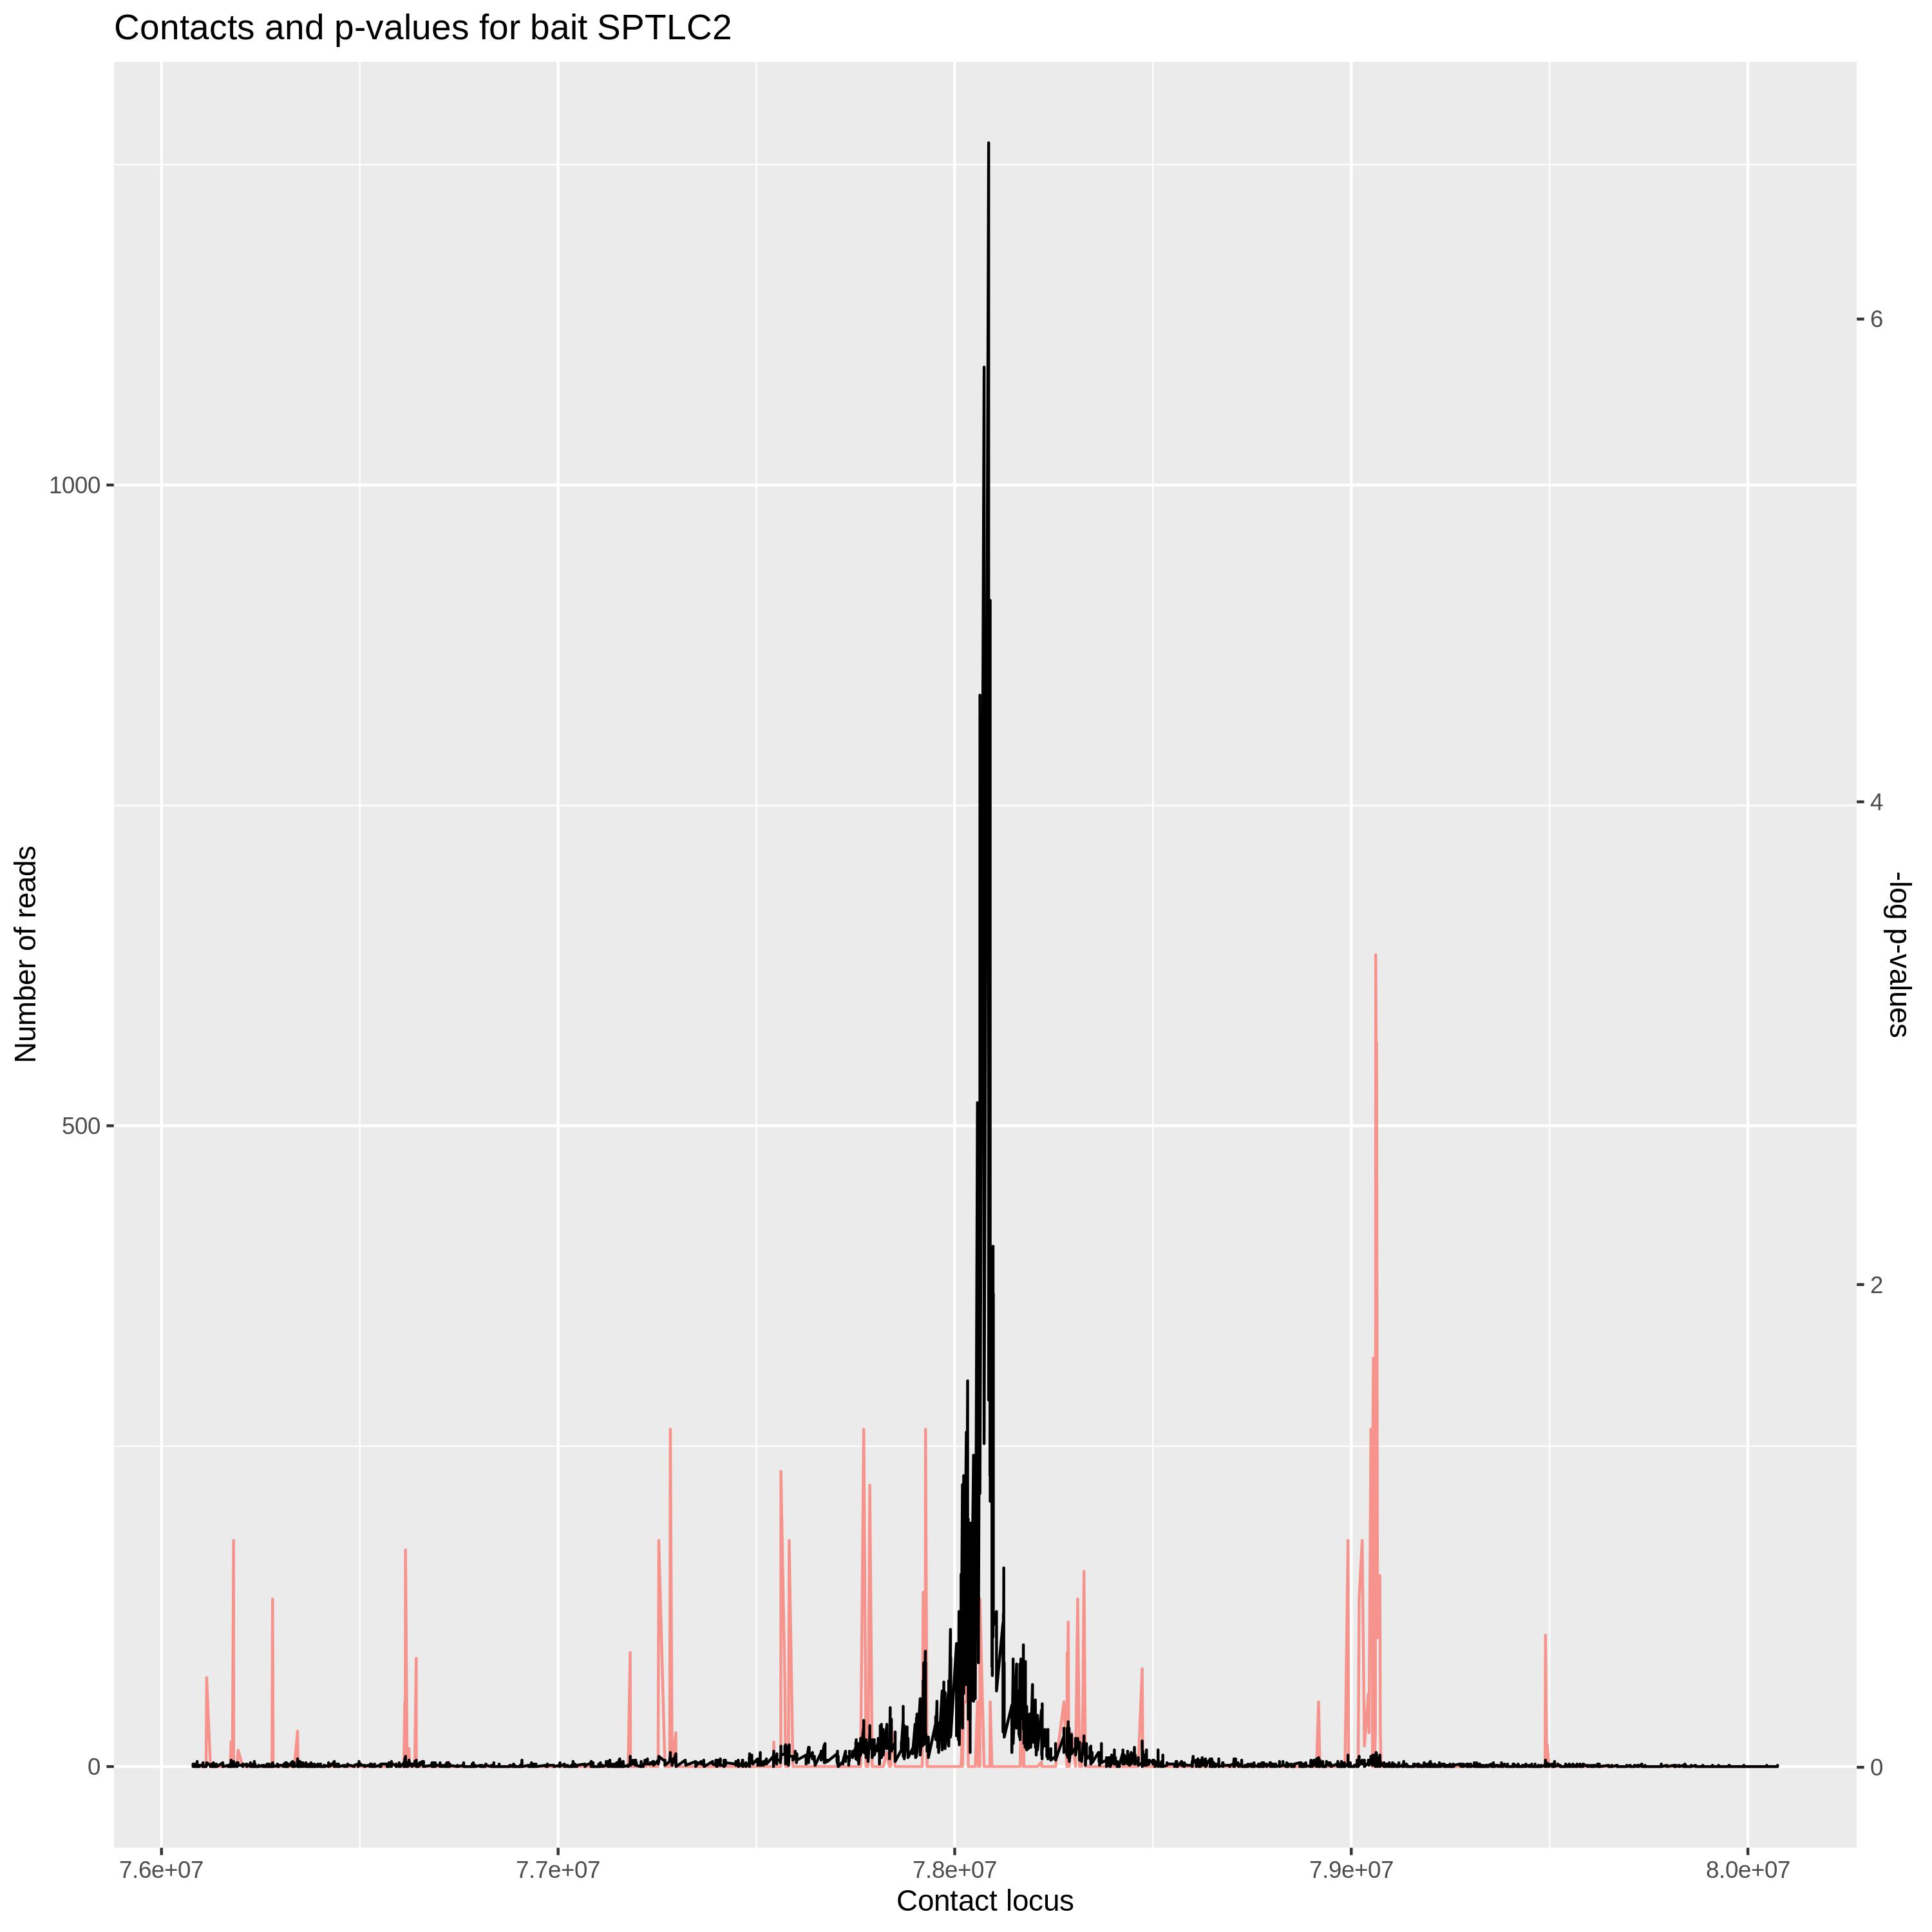 Contacts and p-values for bait SPTLC2
Number of reads
1000
500
0
6
4
2
0
-log p-values
7.6e+07 7.7e+07 7.8e+07 7.9e+07 8.0e+07
Contact locus